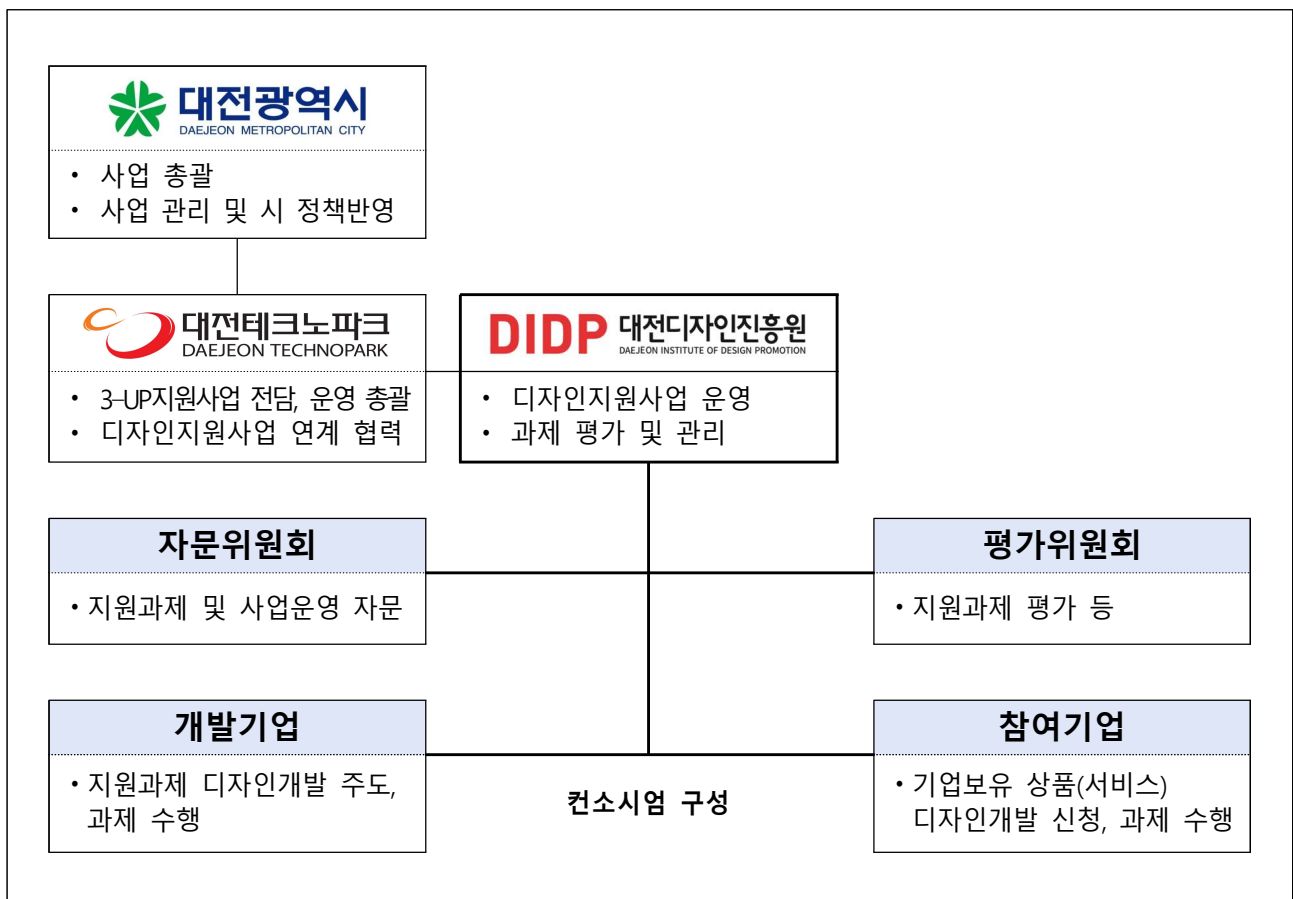 대전광역시
DAEJEON METROPOLITAN CITY
• 사업 총괄
• 사업 관리 및 시 정책반영
대전테크노파크
DAEJEON TECHNOPARK
• 3-UP지원사업 전담, 운영 총괄
• 디자인지원사업 연계 협력
DIDP 대전디자인진흥원
DAEJEON INSTITUTE OF DESIGN PROMOTION
• 디자인지원사업 운영
• 과제 평가 및 관리
자문위원회
• 지원과제 및 사업운영 자문
평가위원회
• 지원과제 평가 등
개발기업
• 지원과제 디자인개발 주도,
과제 수행
컨소시엄 구성
참여기업
• 기업보유 상품(서비스)
디자인개발 신청, 과제 수행